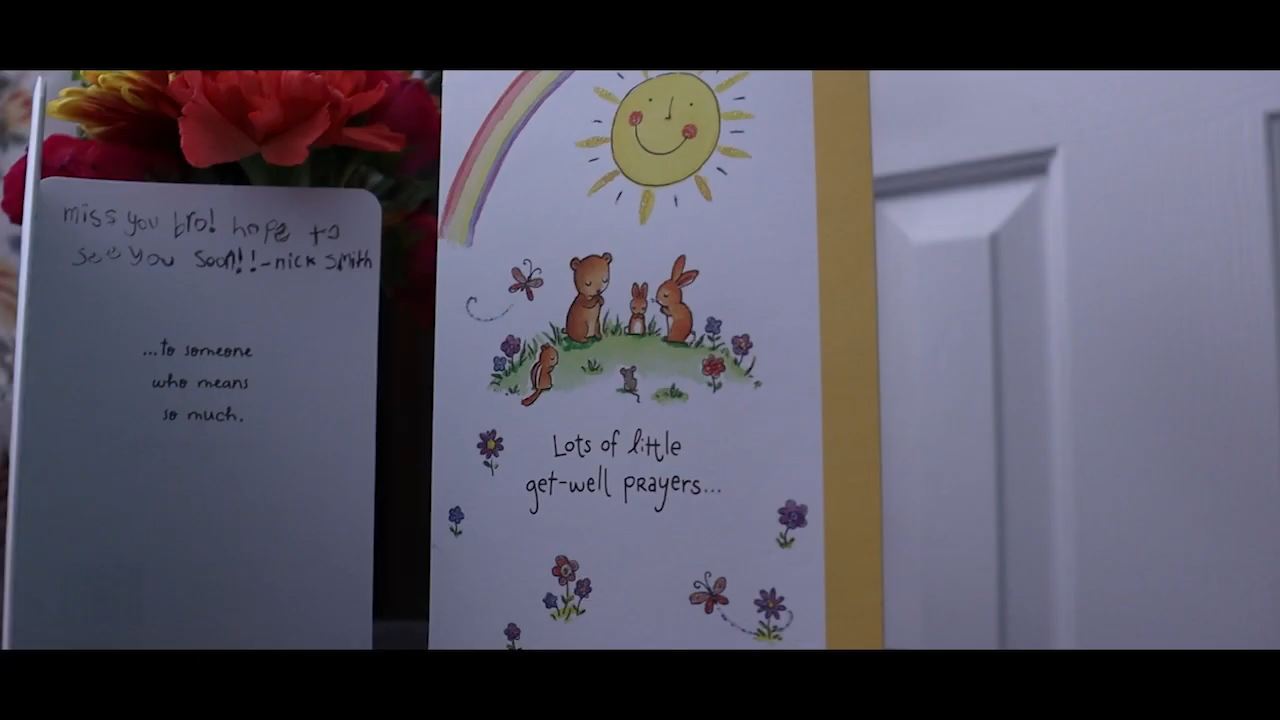 miss you bro! hope to
see you soon!! -nick smith
...to someone
who means
so much.
Lots of little
get-well prayers...